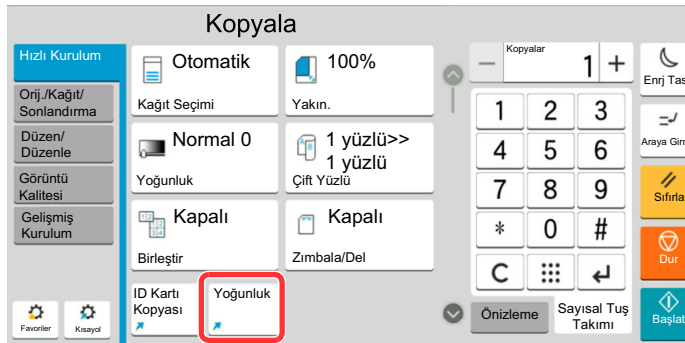 Kopyala
Hızlı Kurulum
Orij./Kağıt/
Sonlandırma
Düzen/
Düzenle
Görüntü
Kalitesi
Gelişmiş
Kurulum
Favoriler
Kısayol
Otomatik
Kağıt Seçimi
100%
Yakın.
Normal 0
Yoğunluk
1 yüzlü>>
1 yüzlü
Çift Yüzlü
Kapalı
Birleştir
Kapalı
Zımbala/Del
ID Kartı
Kopyası
Yoğunluk
Kopyalar
− 1 +
1 2 3
4 5 6
7 8 9
* 0 #
C
Önizleme
Sayısal Tuş
Takımı
Enrj Tas
Araya Girm
Sıfırla
Dur
Başlat